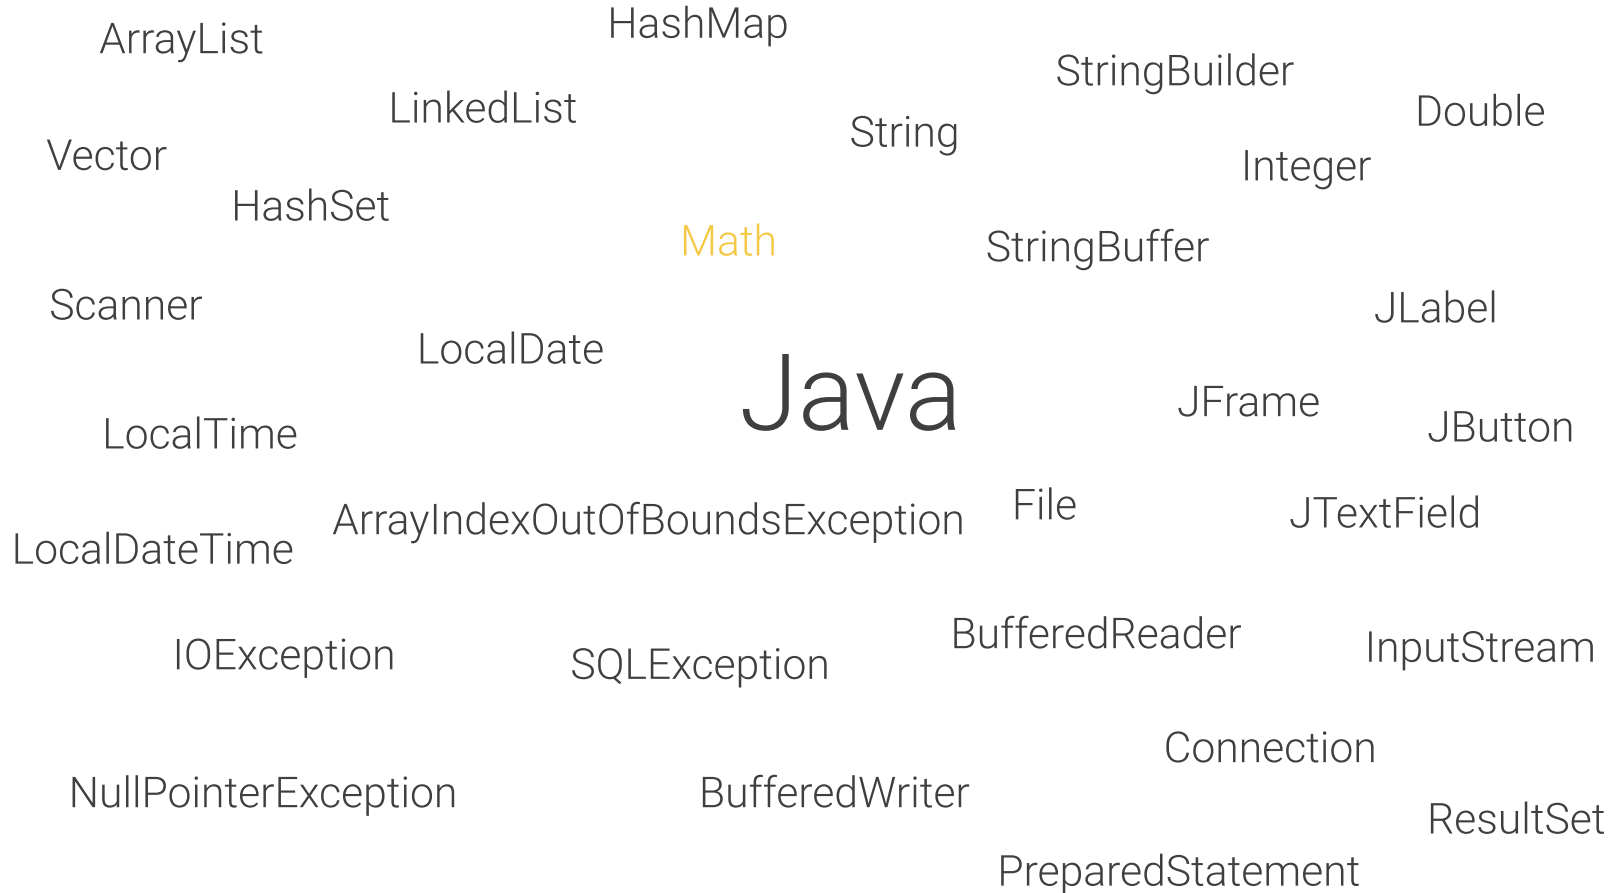 HashMap
ArrayList
StringBuilder
LinkedList
Double
String
Vector
Integer
HashSet
Math
StringBuffer
Scanner
JLabel
LocalDate
Java
JFrame
JButton
LocalTime
File
JTextField
ArrayIndexOutOfBoundsException
LocalDateTime
BufferedReader
InputStream
IOException
SQLException
Connection
NullPointerException
BufferedWriter
ResultSet
PreparedStatement